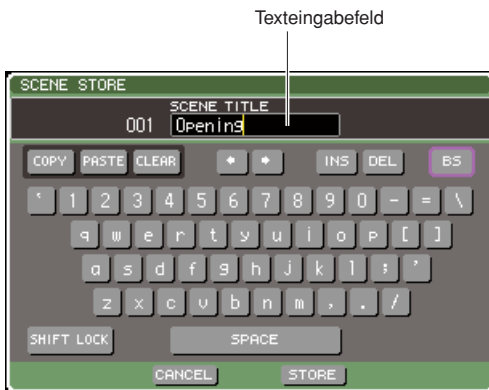 Texteingabefeld
SCENE STORE
SCENE TITLE
001 Opening
COPY PASTE CLEAR INS DEL BS
` 1 2 3 4 5 6 7 8 9 0 - = \
q w e r t y u i o p [ ]
a s d f g h j k l ; '
z x c v b n m , . /
SHIFT LOCK SPACE
CANCEL STORE